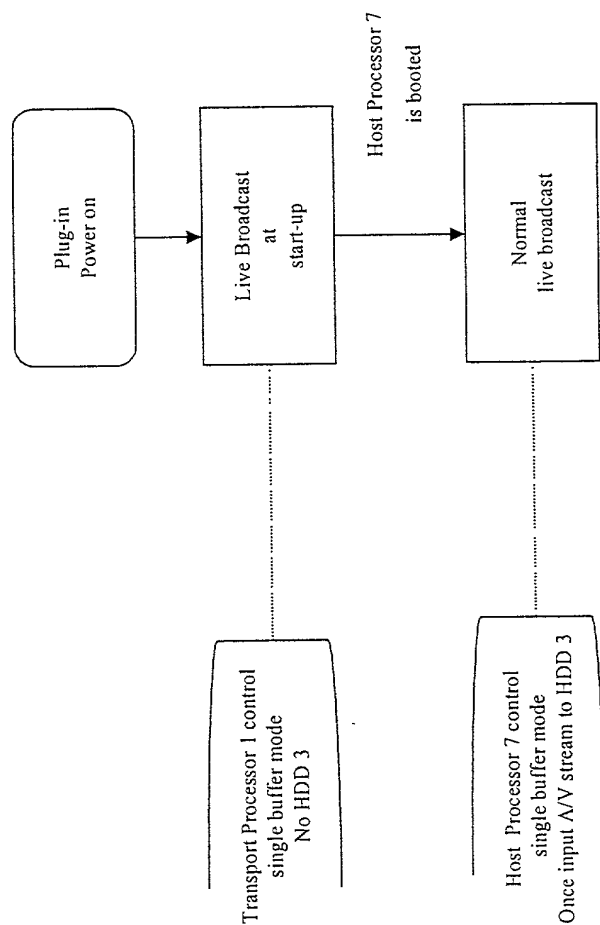 Plug-in
Power on
Live Broadcast
at
start-up
Transport Processor 1 control
single buffer mode
No HDD 3
Host Processor 7
is booted
Normal
live broadcast
Host Processor 7 control
single buffer mode
Once input A/V stream to HDD 3